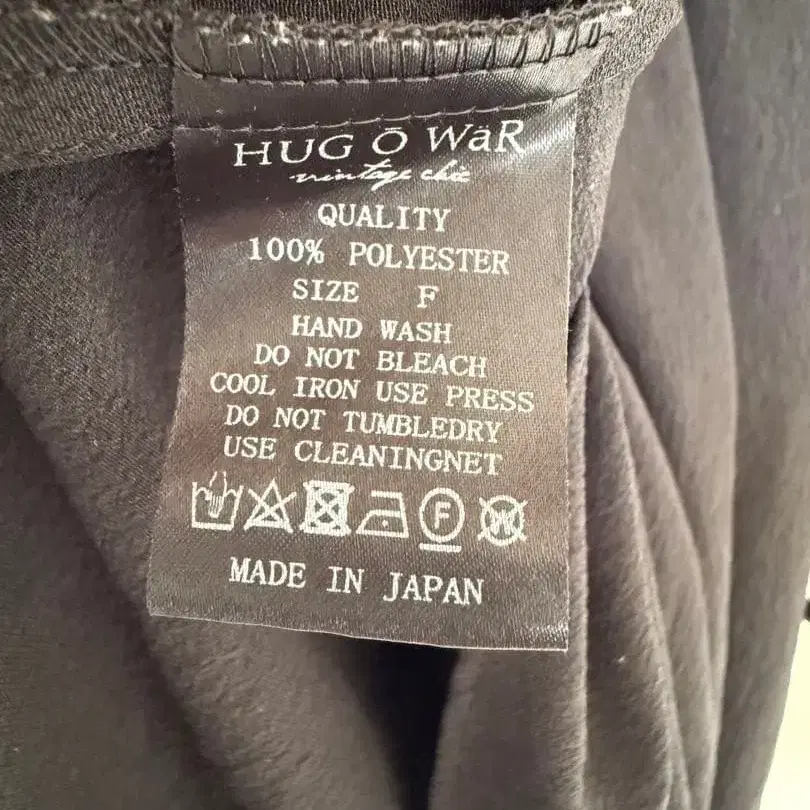 HUG Ō WäR
vintage chic
QUALITY
100% POLYESTER
SIZE F
HAND WASH
DO NOT BLEACH
COOL IRON USE PRESS
DO NOT TUMBLEDRY
USE CLEANINGNET
F W
MADE IN JAPAN